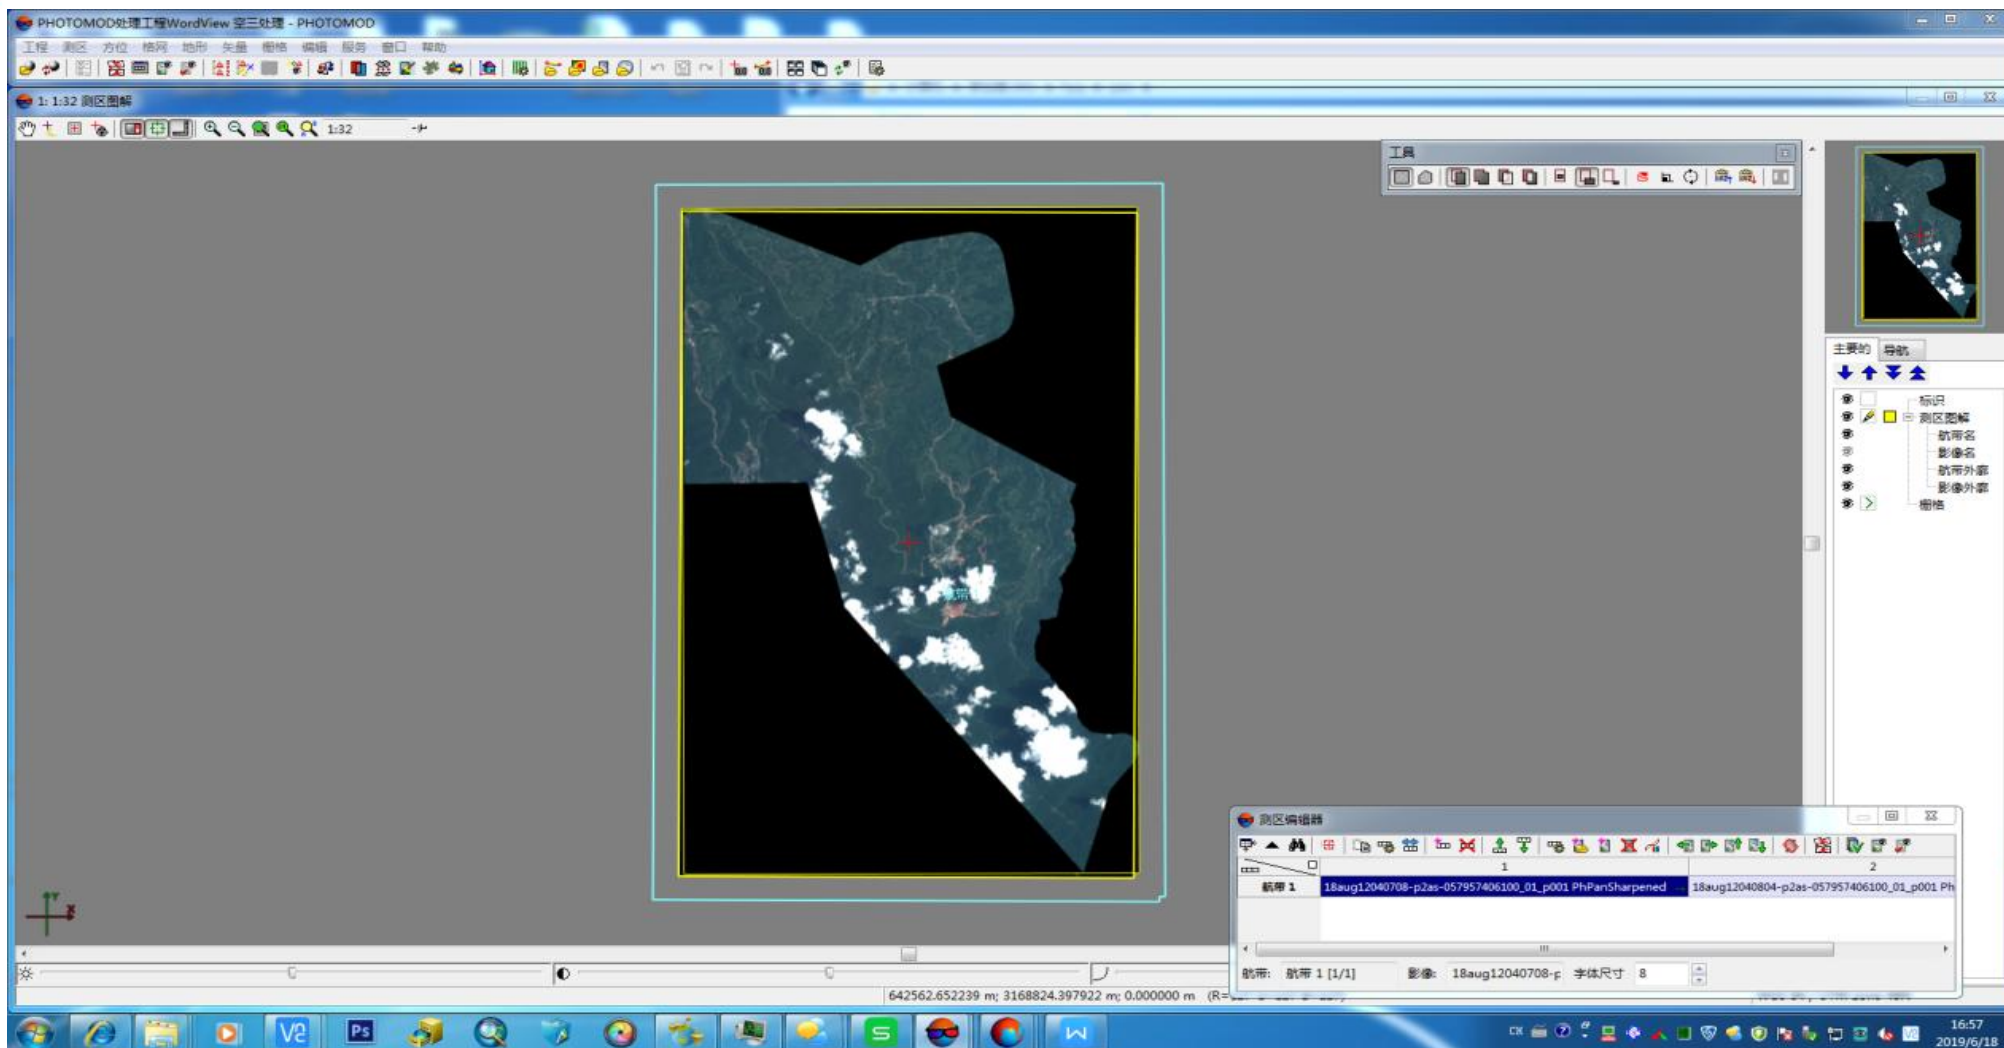 PHOTOMOD处理工程WordView 空三处理 - PHOTOMOD
工程 测区 方位 格网 地形 矢量 栅格 编辑 服务 窗口 帮助
1: 1:32 测区图解
1:32
工具
航带
主要的 导航
标识
测区图解
航带名
影像名
航带外廓
影像外廓
栅格
Y
X
测区编辑器
1 2
航带 1 18aug12040708-p2as-057957406100_01_p001 PhPanSharpened ... 18aug12040804-p2as-057957406100_01_p001 Ph
航带: 航带 1 [1/1] 影像: 18aug12040708-p 字体尺寸 8
642562.652239 m; 3168824.397922 m; 0.000000 m (R=
Ps
CH
16:57
2019/6/18